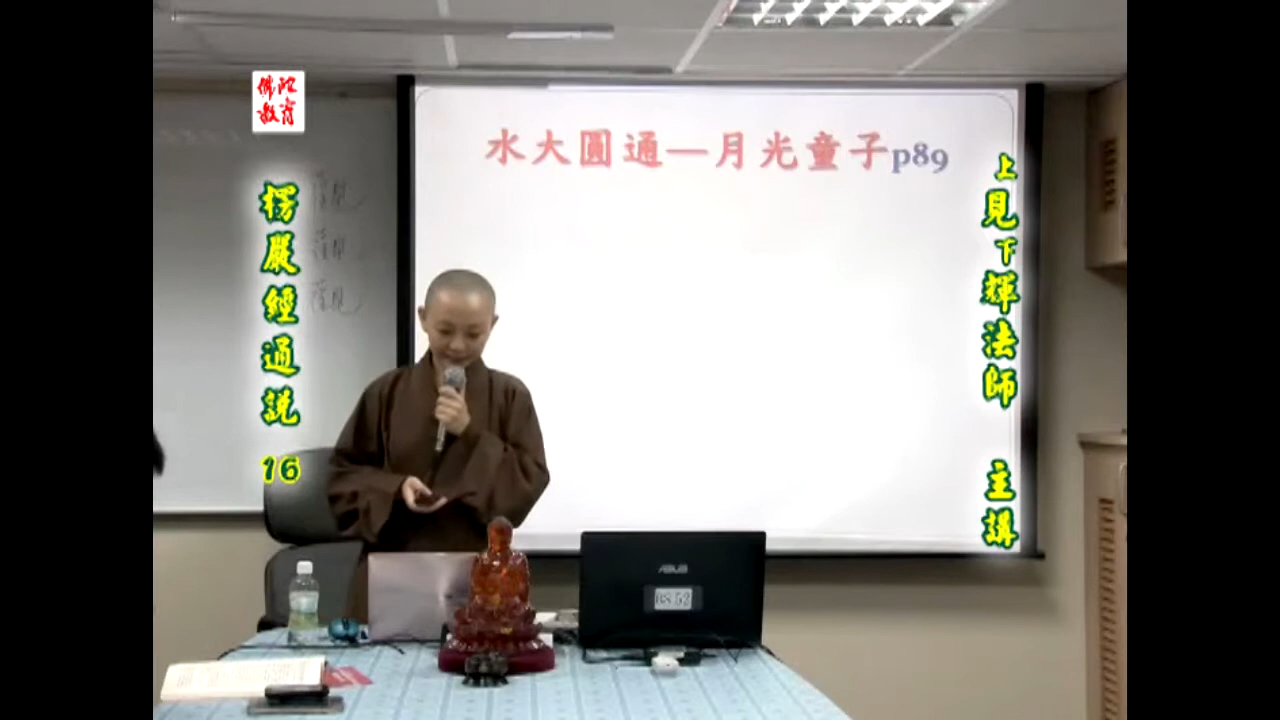 佛陀
教育
水大圓通—月光童子p89
楞嚴經通說 16
上見下輝法師 主講
ASUS